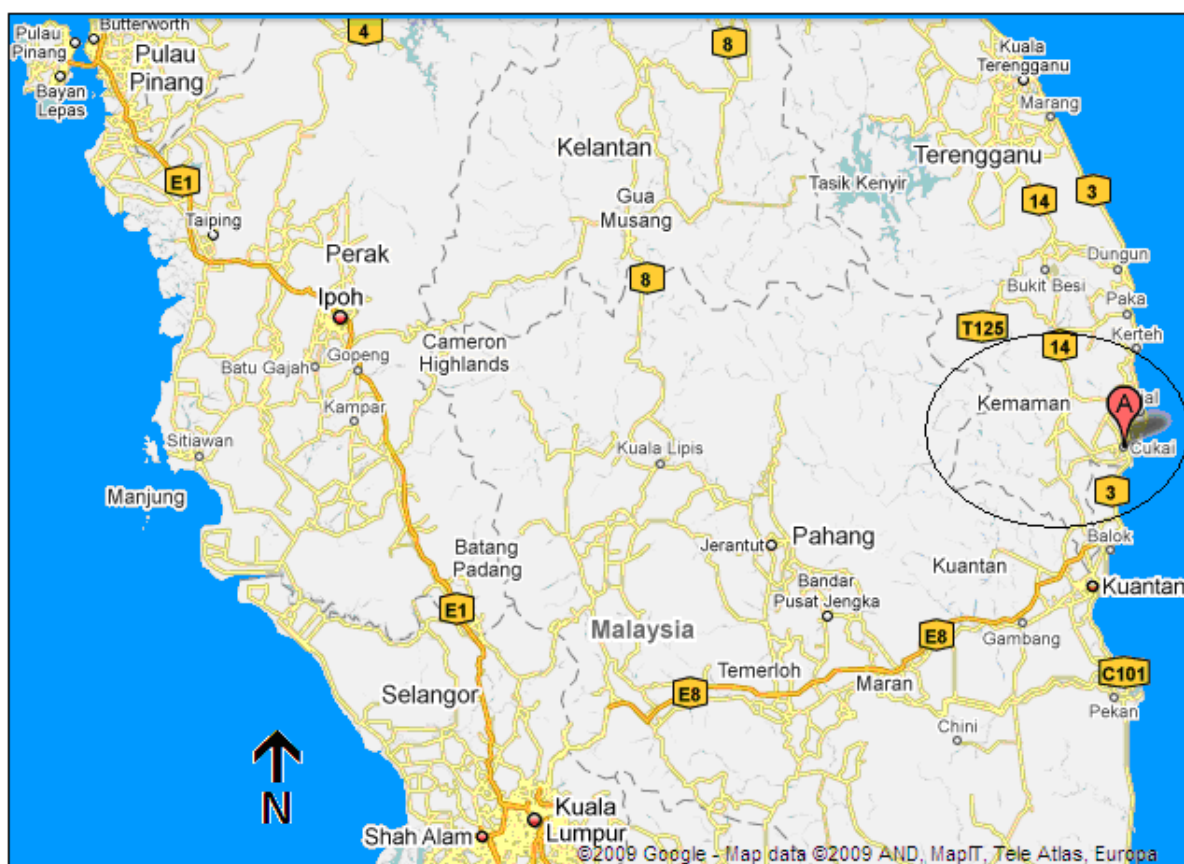 Butterworth
4
8
Pulau
Pinang
Pulau
Pinang
Kuala
Terengganu
Bayan
Lepas
Marang
Kelantan
Terengganu
E1
Tasik Kenyir
3
14
Gua
Musang
Taiping
Perak
Dungun
8
Bukit Besi
Ipoh
Paka
T125
Kerteh
14
Cameron
Highlands
Gopeng
Batu Gajah
Kemaman
A
Kampar
Sitiawan
Kuala Lipis
Cukai
Manjung
3
Jerantut
Pahang
Balok
Batang
Padang
Kuantan
Bandar
Pusat Jengka
Kuantan
E1
Malaysia
E8
Gambang
Temerloh
C101
Selangor
E8
Maran
Pekan
Chini
N
Kuala
Lumpur
Shah Alam
©2009 Google - Map data ©2009 AND, MapIT, Tele Atlas, Europa